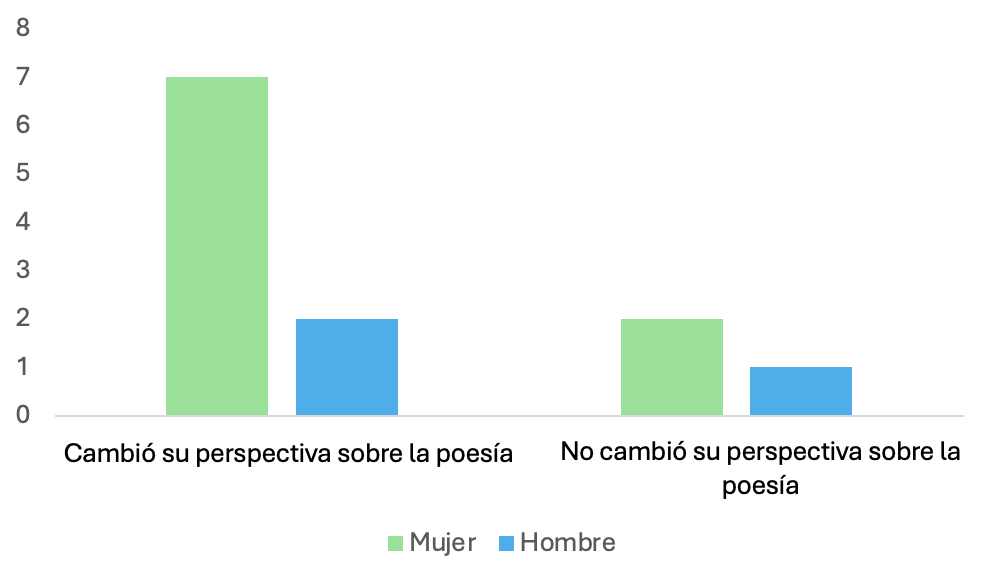 8
7
6
5
4
3
2
1
0
Cambió su perspectiva sobre la poesía
No cambió su perspectiva sobre la
poesía
Mujer Hombre